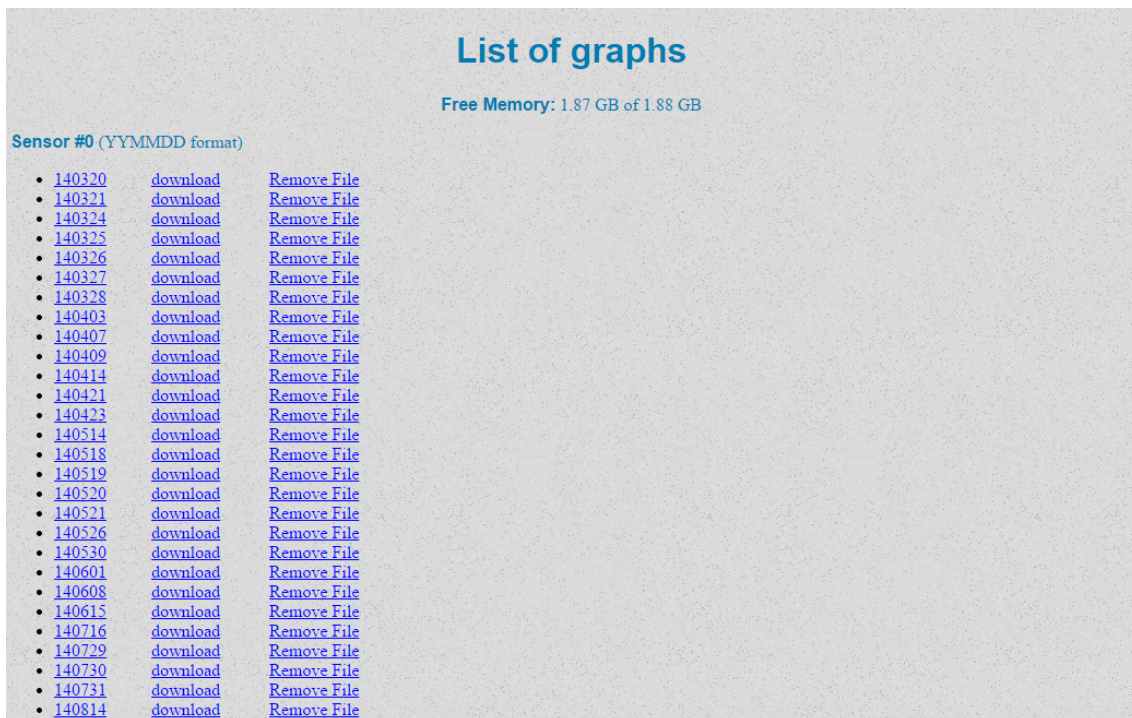 List of graphs
Free Memory: 1.87 GB of 1.88 GB
Sensor #0 (YYMMDD format)
140320 download Remove File
140321 download Remove File
140324 download Remove File
140325 download Remove File
140326 download Remove File
140327 download Remove File
140328 download Remove File
140403 download Remove File
140407 download Remove File
140409 download Remove File
140414 download Remove File
140421 download Remove File
140423 download Remove File
140514 download Remove File
140518 download Remove File
140519 download Remove File
140520 download Remove File
140521 download Remove File
140526 download Remove File
140530 download Remove File
140601 download Remove File
140608 download Remove File
140615 download Remove File
140716 download Remove File
140729 download Remove File
140730 download Remove File
140731 download Remove File
140814 download Remove File